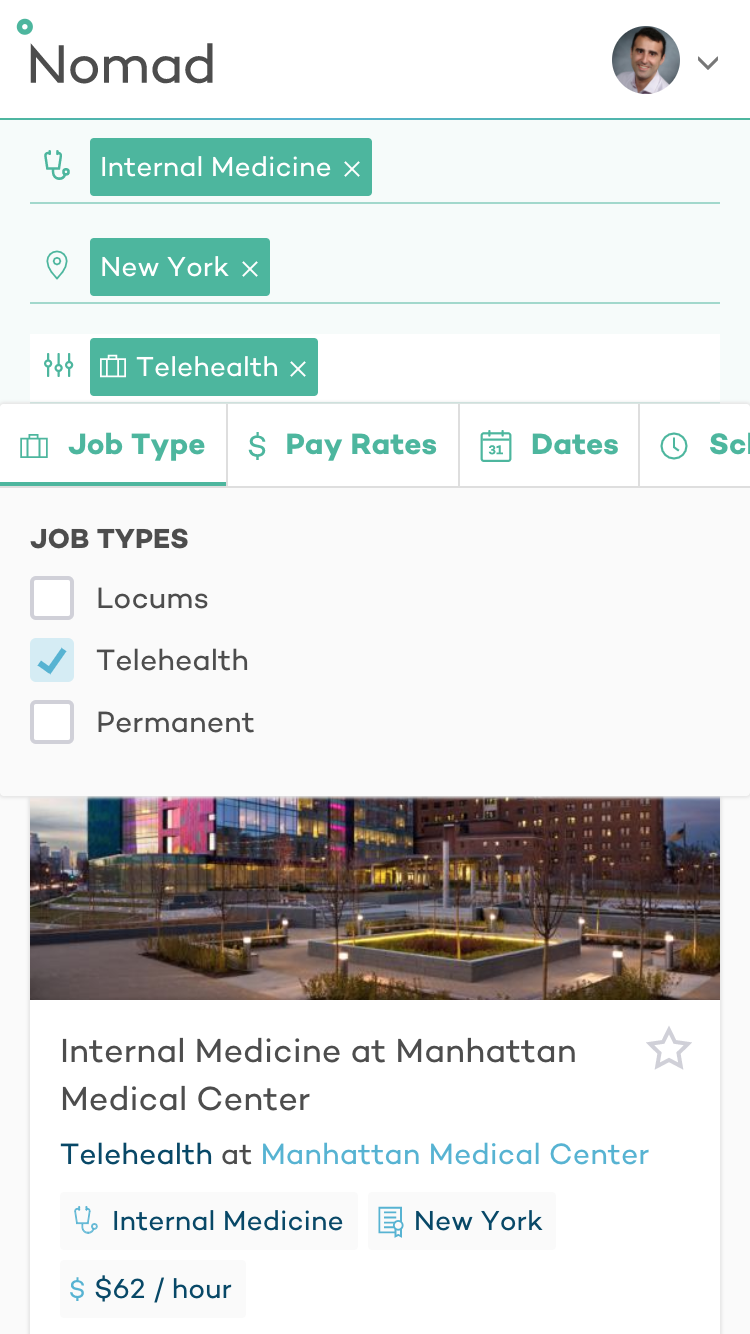 Nomad
Internal Medicine
New York
Telehealth
Job Type $ Pay Rates 31 Dates
JOB TYPES
Locums
Telehealth
Permanent
Internal Medicine at Manhattan
Medical Center
Telehealth at Manhattan Medical Center
Internal Medicine New York
$ $62 / hour